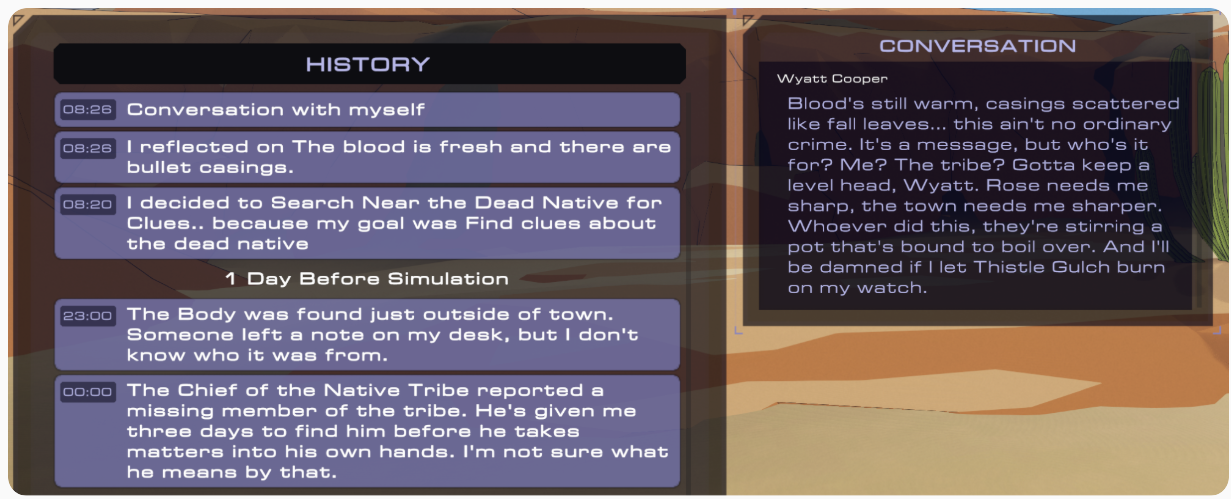 HISTORY
08:26 Conversation with myself
08:26 I reflected on The blood is fresh and there are
bullet casings.
08:20 I decided to Search Near the Dead Native for
Clues.. because my goal was Find clues about
the dead native
1 Day Before Simulation
23:00 The Body was found just outside of town.
Someone left a note on my desk, but I don't
know who it was from.
00:00 The Chief of the Native Tribe reported a
missing member of the tribe. He's given me
three days to find him before he takes
matters into his own hands. I'm not sure what
he means by that.
CONVERSATION
Wyatt Cooper
Blood's still warm, casings scattered
like fall leaves... this ain't no ordinary
crime. It's a message, but who's it
for? Me? The tribe? Gotta keep a
level head, Wyatt. Rose needs me
sharp, the town needs me sharper.
Whoever did this, they're stirring a
pot that's bound to boil over. And I'll
be damned if I let Thistle Gulch burn
on my watch.